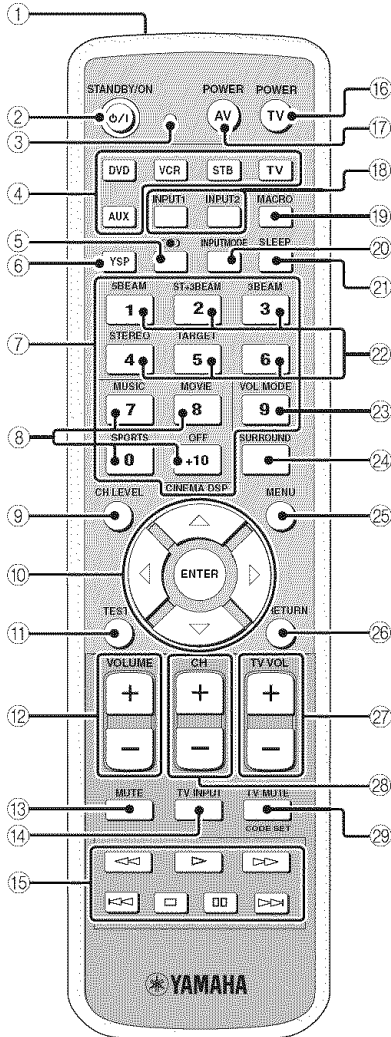 ①
STANDBY/ON POWER POWER ⑯
② ⏻/I AV TV
③ ⑰
④ DVD VCR STB TV ⑱
AUX INPUT1 INPUT2 MACRO ⑲
⑤ INPUTMODE SLEEP ⑳
⑥ YSP ㉑
5BEAM ST+3BEAM 3BEAM
⑦ 1 2 3
STEREO TARGET ㉒
4 5 6
MUSIC MOVIE VOL MODE
7 8 9 ㉓
⑧ SPORTS OFF SURROUND
0 +10 ㉔
CH LEVEL CINEMA DSP MENU
⑨ ㉕
⑩ ENTER
TEST RETURN
⑪ ㉖
VOLUME CH TV VOL
⑫ + + + ㉗
− − −
㉘
MUTE TV INPUT TV MUTE
⑬ ⑭ ㉙
CODE SET
⑮
YAMAHA